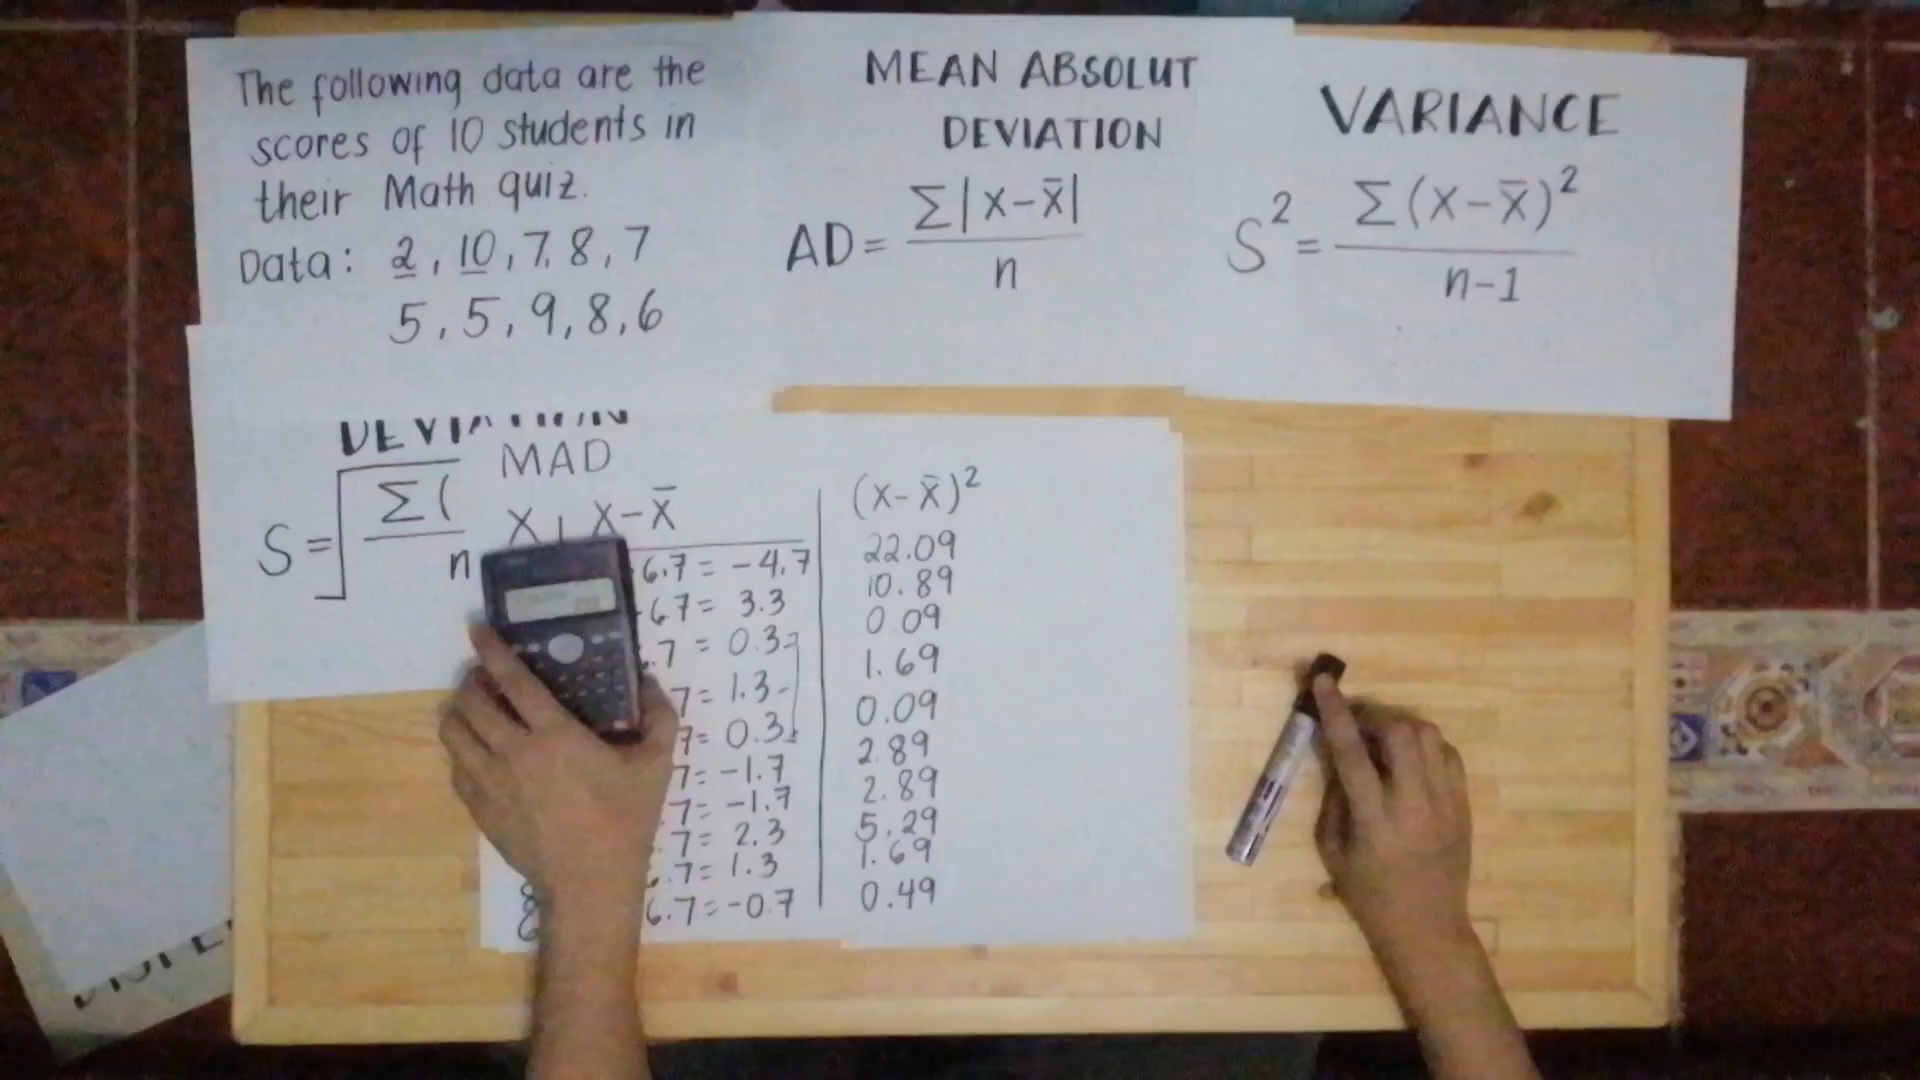 The following data are the
scores of 10 students in
their Math quiz.
Data: 2, 10, 7, 8, 7
5, 5, 9, 8, 6
MEAN ABSOLUT
DEVIATION
AD = Σ|x-x̄|
n
VARIANCE
S² = Σ(x-x̄)²
n-1
DEVIATION
S = √ Σ(
n
MAD
X | X-x̄
6.7 = -4.7
-6.7 = 3.3
.7 = 0.3
7 = 1.3
7 = 0.3
7 = -1.7
.7 = -1.7
.7 = 2.3
.7 = 1.3
6.7 = -0.7
(x-x̄)²
22.09
10.89
0.09
1.69
0.09
2.89
2.89
5.29
1.69
0.49